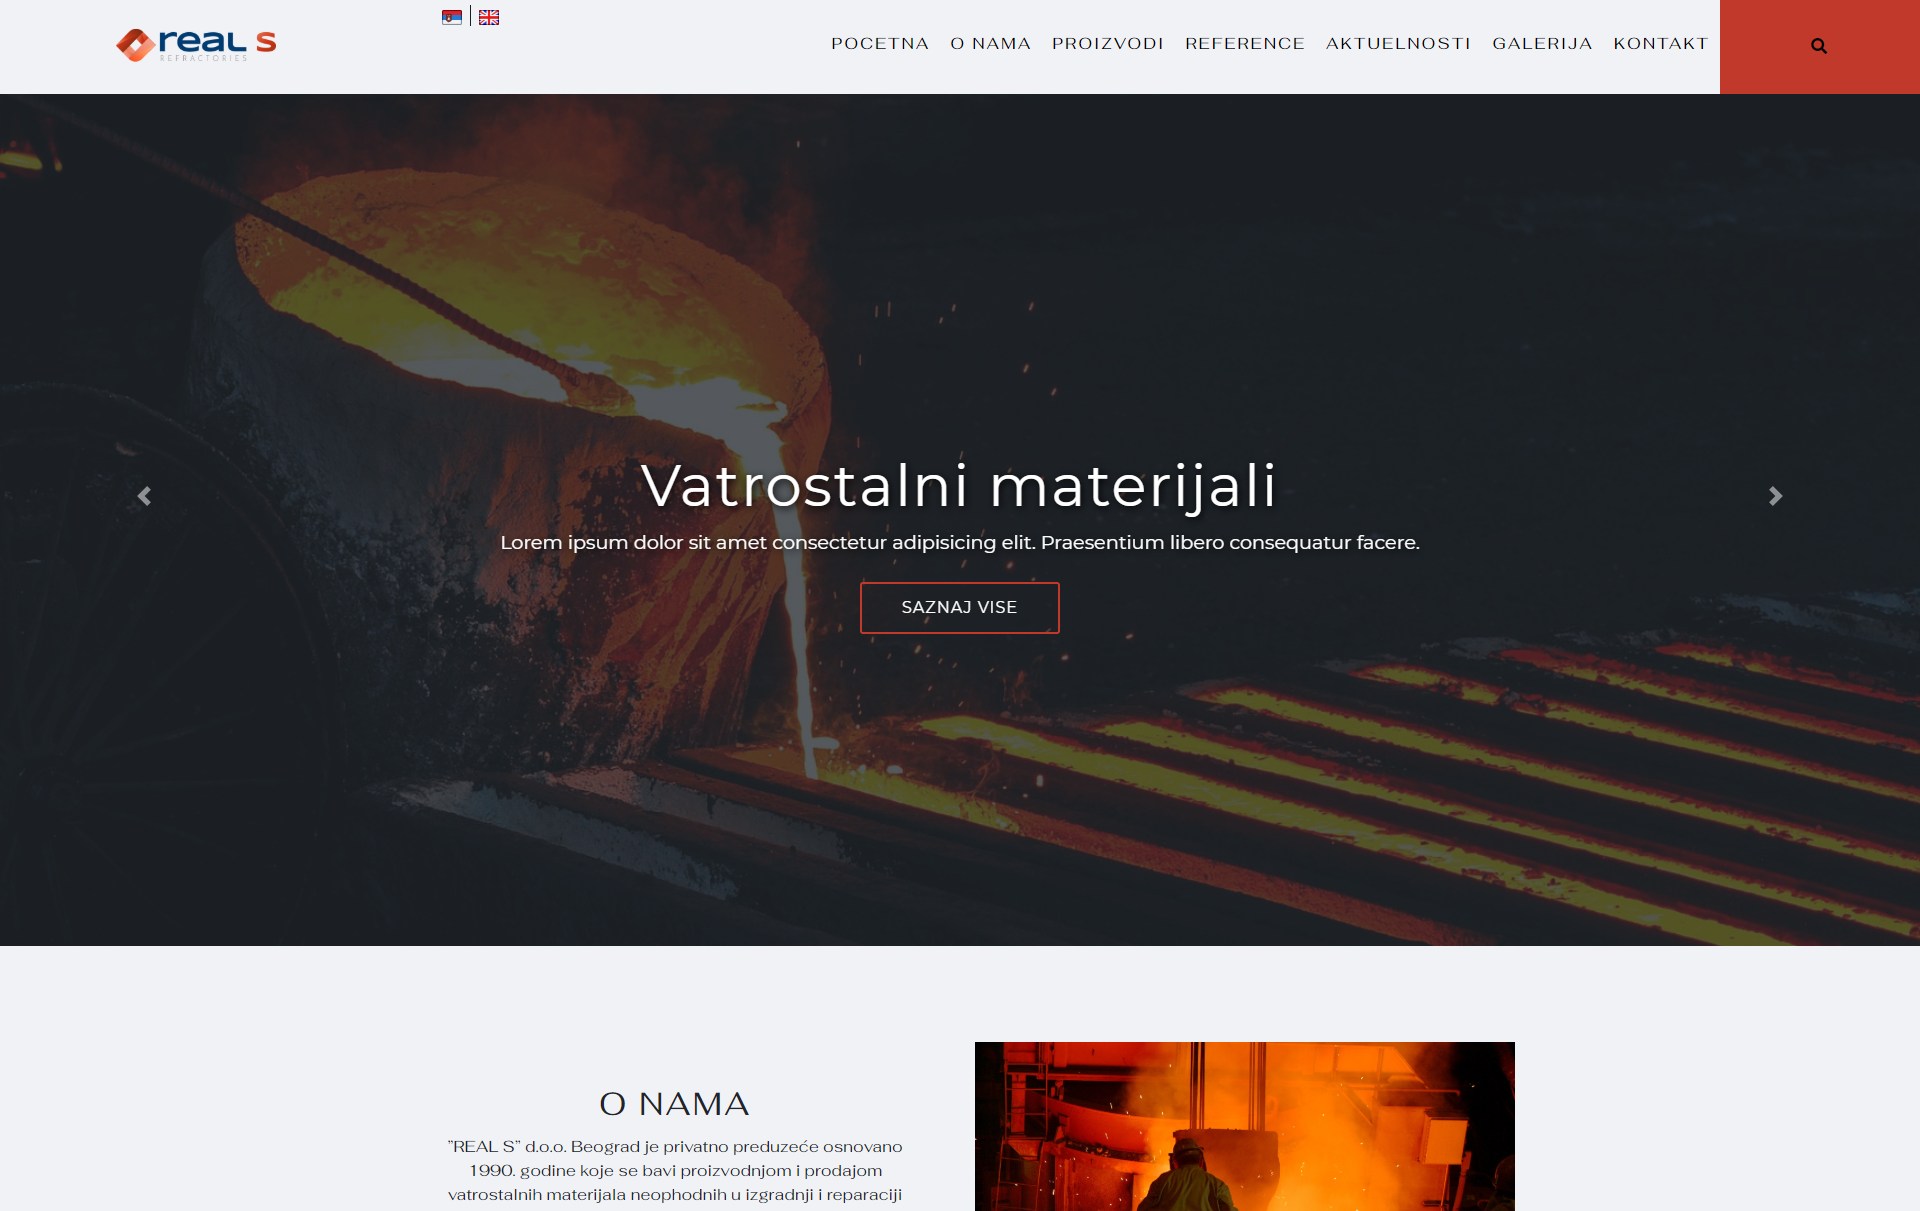 real S
REFRACTORIES
POCETNA O NAMA PROIZVODI REFERENCE AKTUELNOSTI GALERIJA KONTAKT
Vatrostalni materijali
Lorem ipsum dolor sit amet consectetur adipisicing elit. Praesentium libero consequatur facere.
SAZNAJ VISE
O NAMA
”REAL S” d.o.o. Beograd je privatno preduzeće osnovano
1990. godine koje se bavi proizvodnjom i prodajom
vatrostalnih materijala neophodnih u izgradnji i reparaciji